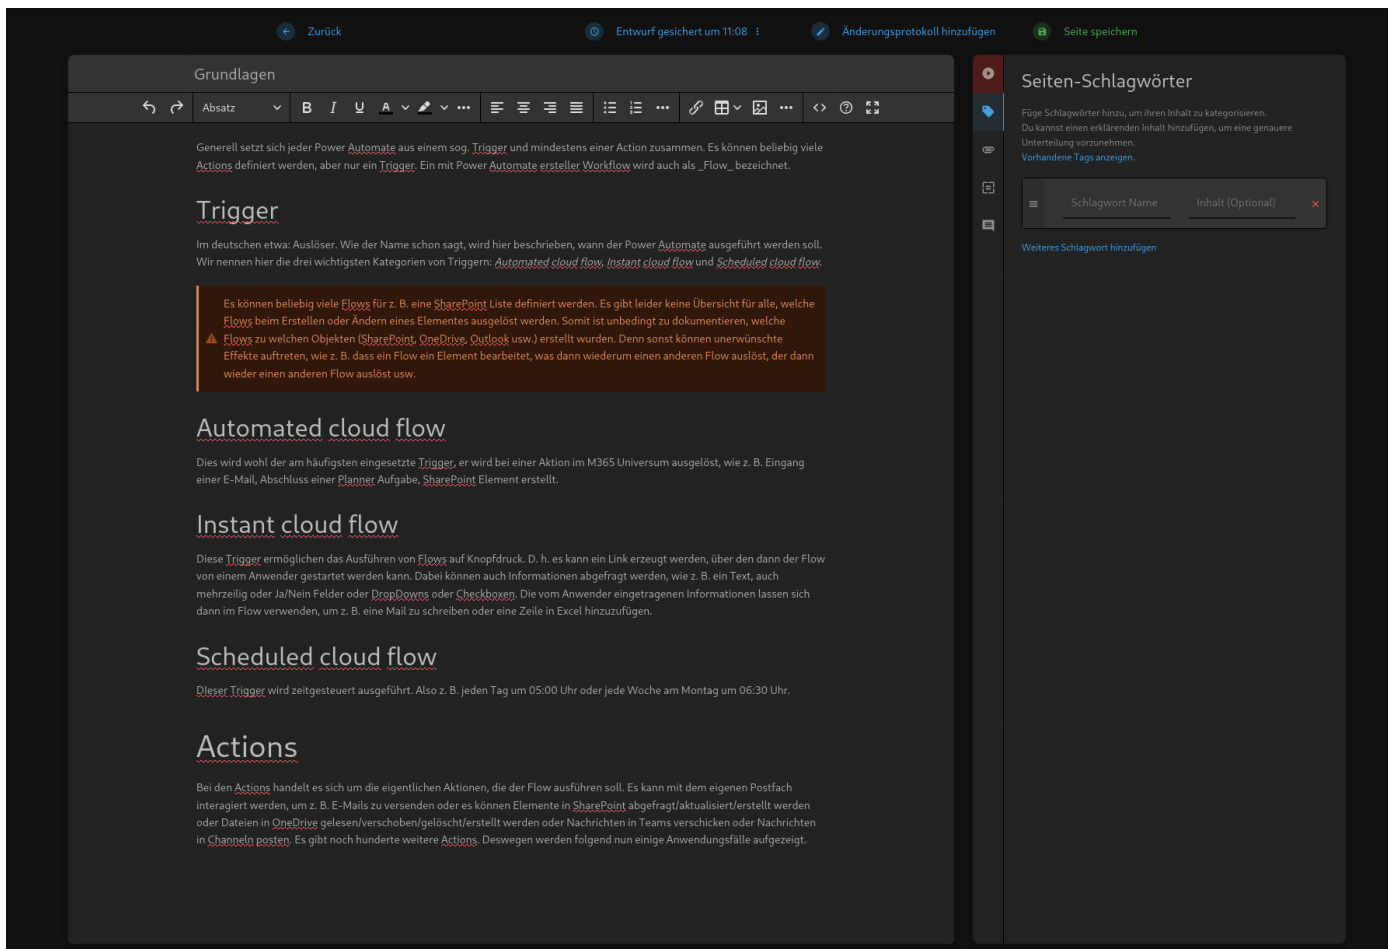 Zurück
Entwurf gesichert um 11:08
Änderungsprotokoll hinzufügen
Seite speichern
Grundlagen
Absatz
B I U A
Generell setzt sich jeder Power Automate aus einem sog. Trigger und mindestens einer Action zusammen. Es können beliebig viele
Actions definiert werden, aber nur ein Trigger. Ein mit Power Automate ersteller Workflow wird auch als _Flow_ bezeichnet.
Trigger
Im deutschen etwa: Auslöser. Wie der Name schon sagt, wird hier beschrieben, wann der Power Automate ausgeführt werden soll.
Wir nennen hier die drei wichtigsten Kategorien von Triggern: Automated cloud flow, Instant cloud flow und Scheduled cloud flow.
Es können beliebig viele Flows für z. B. eine SharePoint Liste definiert werden. Es gibt leider keine Übersicht für alle, welche
Flows beim Erstellen oder Ändern eines Elementes ausgelöst werden. Somit ist unbedingt zu dokumentieren, welche
Flows zu welchen Objekten (SharePoint, OneDrive, Outlook usw.) erstellt wurden. Denn sonst können unerwünschte
Effekte auftreten, wie z. B. dass ein Flow ein Element bearbeitet, was dann wiederum einen anderen Flow auslöst, der dann
wieder einen anderen Flow auslöst usw.
Automated cloud flow
Dies wird wohl der am häufigsten eingesetzte Trigger, er wird bei einer Aktion im M365 Universum ausgelöst, wie z. B. Eingang
einer E-Mail, Abschluss einer Planner Aufgabe, SharePoint Element erstellt.
Instant cloud flow
Diese Trigger ermöglichen das Ausführen von Flows auf Knopfdruck. D. h. es kann ein Link erzeugt werden, über den dann der Flow
von einem Anwender gestartet werden kann. Dabei können auch Informationen abgefragt werden, wie z. B. ein Text, auch
mehrzeilig oder Ja/Nein Felder oder DropDowns oder Checkboxen. Die vom Anwender eingetragenen Informationen lassen sich
dann im Flow verwenden, um z. B. eine Mail zu schreiben oder eine Zeile in Excel hinzuzufügen.
Scheduled cloud flow
DIeser Trigger wird zeitgesteuert ausgeführt. Also z. B. jeden Tag um 05:00 Uhr oder jede Woche am Montag um 06:30 Uhr.
Actions
Bei den Actions handelt es sich um die eigentlichen Aktionen, die der Flow ausführen soll. Es kann mit dem eigenen Postfach
interagiert werden, um z. B. E-Mails zu versenden oder es können Elemente in SharePoint abgefragt/aktualisiert/erstellt werden
oder Dateien in OneDrive gelesen/verschoben/gelöscht/erstellt werden oder Nachrichten in Teams verschicken oder Nachrichten
in Channeln posten. Es gibt noch hunderte weitere Actions. Deswegen werden folgend nun einige Anwendungsfälle aufgezeigt.
Seiten-Schlagwörter
Füge Schlagwörter hinzu, um ihren Inhalt zu kategorisieren.
Du kannst einen erklärenden Inhalt hinzufügen, um eine genauere
Unterteilung vorzunehmen.
Vorhandene Tags anzeigen.
Schlagwort Name
Inhalt (Optional)
Weiteres Schlagwort hinzufügen